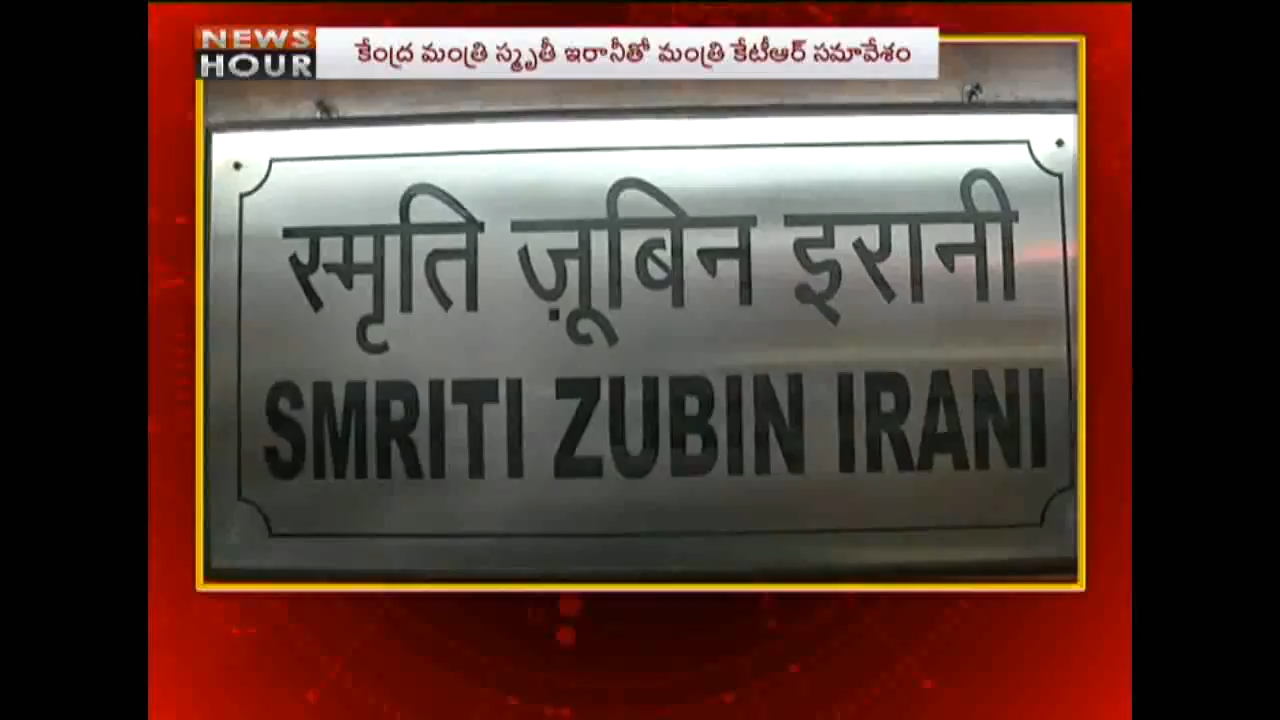 NEWS
HOUR
కేంద్ర మంత్రి స్మృతీ ఇరానీతో మంత్రి కేటీఆర్ సమావేశం
स्मृति ज़ूबिन इरानी
SMRITI ZUBIN IRANI